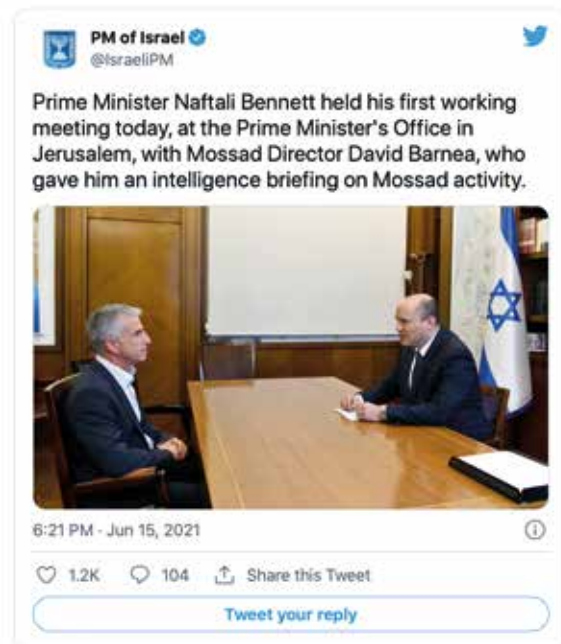 PM of Israel
@IsraeliPM
Prime Minister Naftali Bennett held his first working
meeting today, at the Prime Minister's Office in
Jerusalem, with Mossad Director David Barnea, who
gave him an intelligence briefing on Mossad activity.
6:21 PM · Jun 15, 2021
1.2K 104 Share this Tweet
Tweet your reply